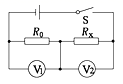 S
R₀ Rₓ
V₁ V₂